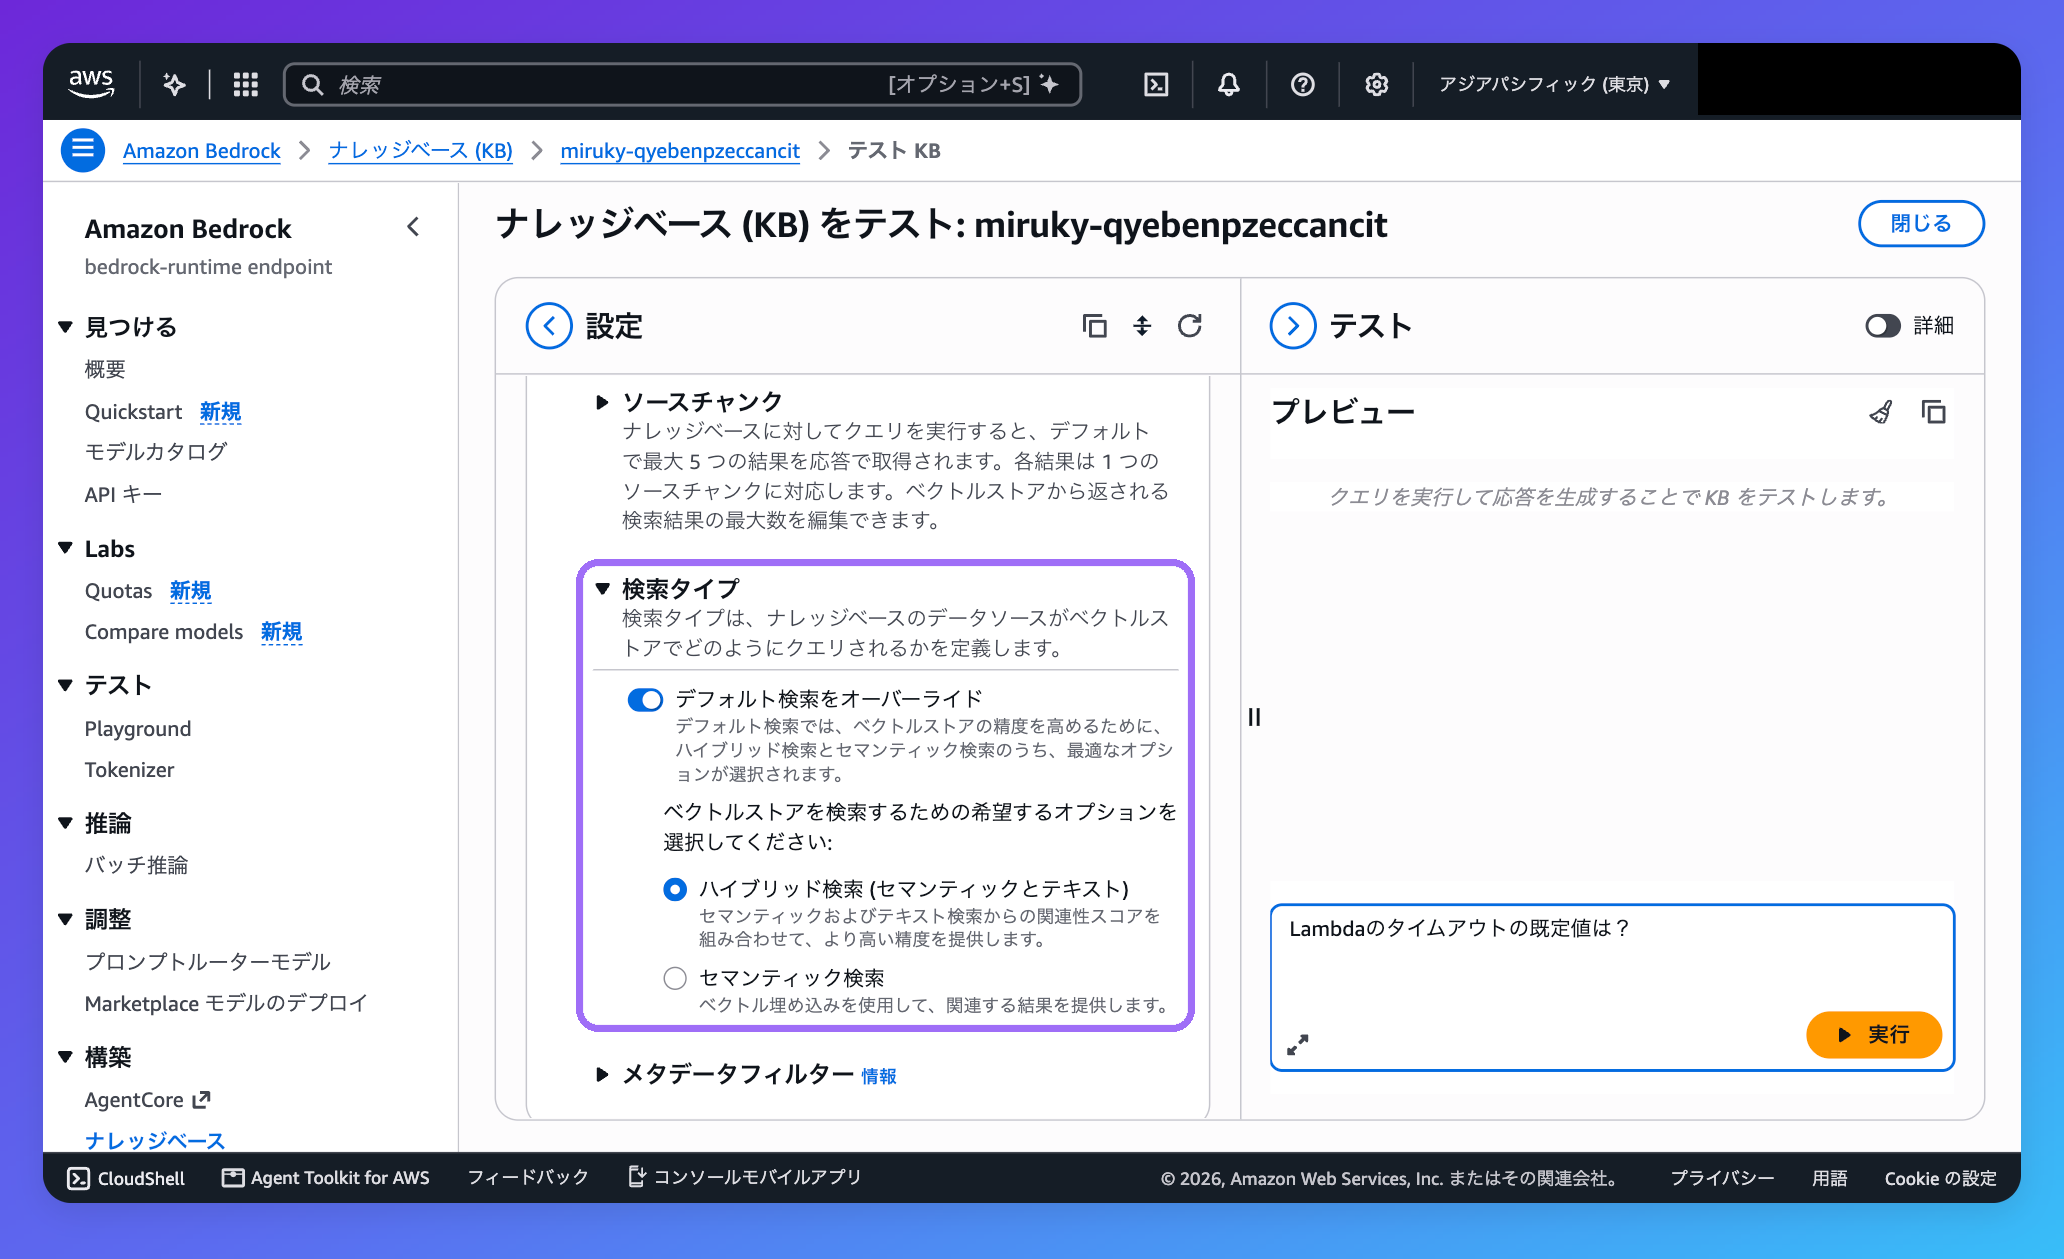 aws
検索
[オプション+S]
アジアパシフィック (東京) ▼
Amazon Bedrock
ナレッジベース (KB)
miruky-qyebenpzeccancit
テスト KB
Amazon Bedrock
bedrock-runtime endpoint
見つける
概要
Quickstart 新規
モデルカタログ
API キー
Labs
Quotas 新規
Compare models 新規
テスト
Playground
Tokenizer
推論
バッチ推論
調整
プロンプトルーターモデル
Marketplace モデルのデプロイ
構築
AgentCore
ナレッジベース
ナレッジベース (KB) をテスト: miruky-qyebenpzeccancit
閉じる
設定
ソースチャンク
ナレッジベースに対してクエリを実行すると、デフォルト
で最大 5 つの結果を応答で取得されます。各結果は 1 つの
ソースチャンクに対応します。ベクトルストアから返される
検索結果の最大数を編集できます。
検索タイプ
検索タイプは、ナレッジベースのデータソースがベクトルス
トアでどのようにクエリされるかを定義します。
デフォルト検索をオーバーライド
デフォルト検索では、ベクトルストアの精度を高めるために、
ハイブリッド検索とセマンティック検索のうち、最適なオプシ
ョンが選択されます。
ベクトルストアを検索するための希望するオプションを
選択してください:
ハイブリッド検索 (セマンティックとテキスト)
セマンティックおよびテキスト検索からの関連性スコアを
組み合わせて、より高い精度を提供します。
セマンティック検索
ベクトル埋め込みを使用して、関連する結果を提供します。
メタデータフィルター 情報
テスト
詳細
プレビュー
クエリを実行して応答を生成することで KB をテストします。
Lambdaのタイムアウトの既定値は？
実行
CloudShell
Agent Toolkit for AWS
フィードバック
コンソールモバイルアプリ
© 2026, Amazon Web Services, Inc. またはその関連会社。
プライバシー
用語
Cookie の設定